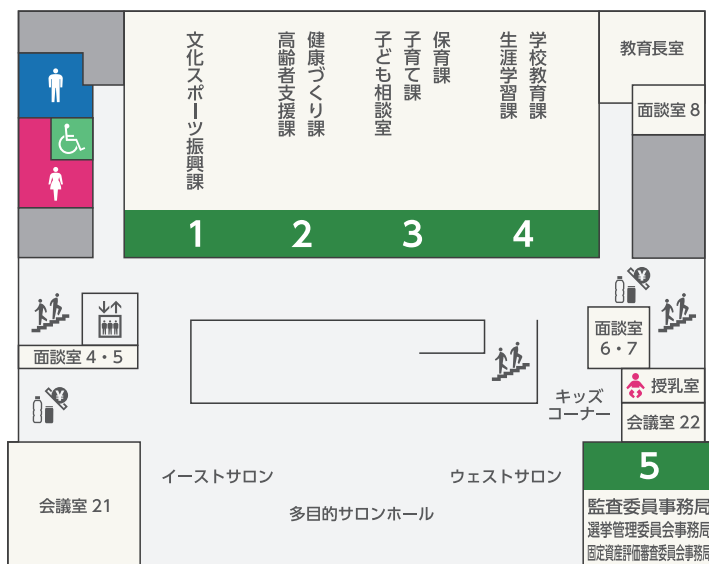 文化スポーツ振興課
健康づくり課
高齢者支援課
保育課
子育て課
子ども相談室
学校教育課
生涯学習課
教育長室
面談室 8
1
2
3
4
面談室 4・5
面談室
6・7
授乳室
キッズ
コーナー
会議室 22
5
会議室 21
イーストサロン
ウェストサロン
多目的サロンホール
監査委員事務局
選挙管理委員会事務局
固定資産評価審査委員会事務局